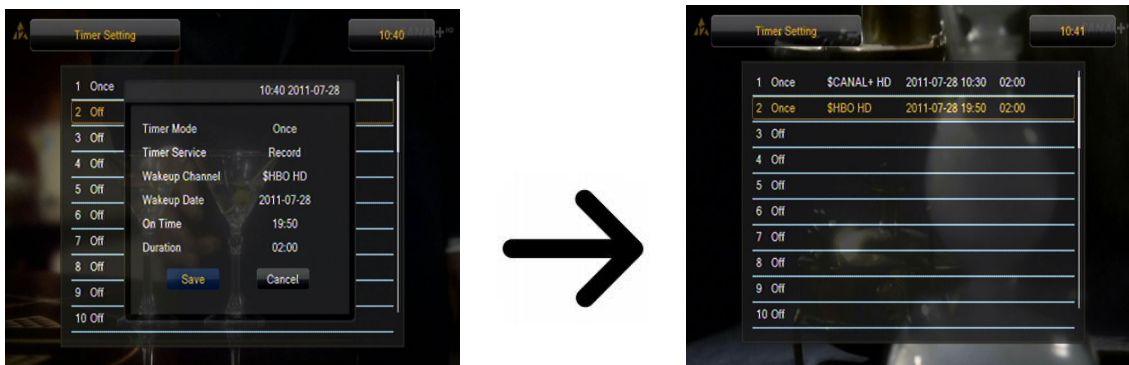 Timer Setting
10:40
CANAL+ HD
1 Once
10:40 2011-07-28
2 Off
3 Off
4 Off
5 Off
6 Off
7 Off
8 Off
9 Off
10 Off
Timer Mode Once
Timer Service Record
Wakeup Channel $HBO HD
Wakeup Date 2011-07-28
On Time 19:50
Duration 02:00
Save Cancel
Timer Setting
10:41
CANAL+
1 Once $CANAL+ HD 2011-07-28 10:30 02:00
2 Once $HBO HD 2011-07-28 19:50 02:00
3 Off
4 Off
5 Off
6 Off
7 Off
8 Off
9 Off
10 Off